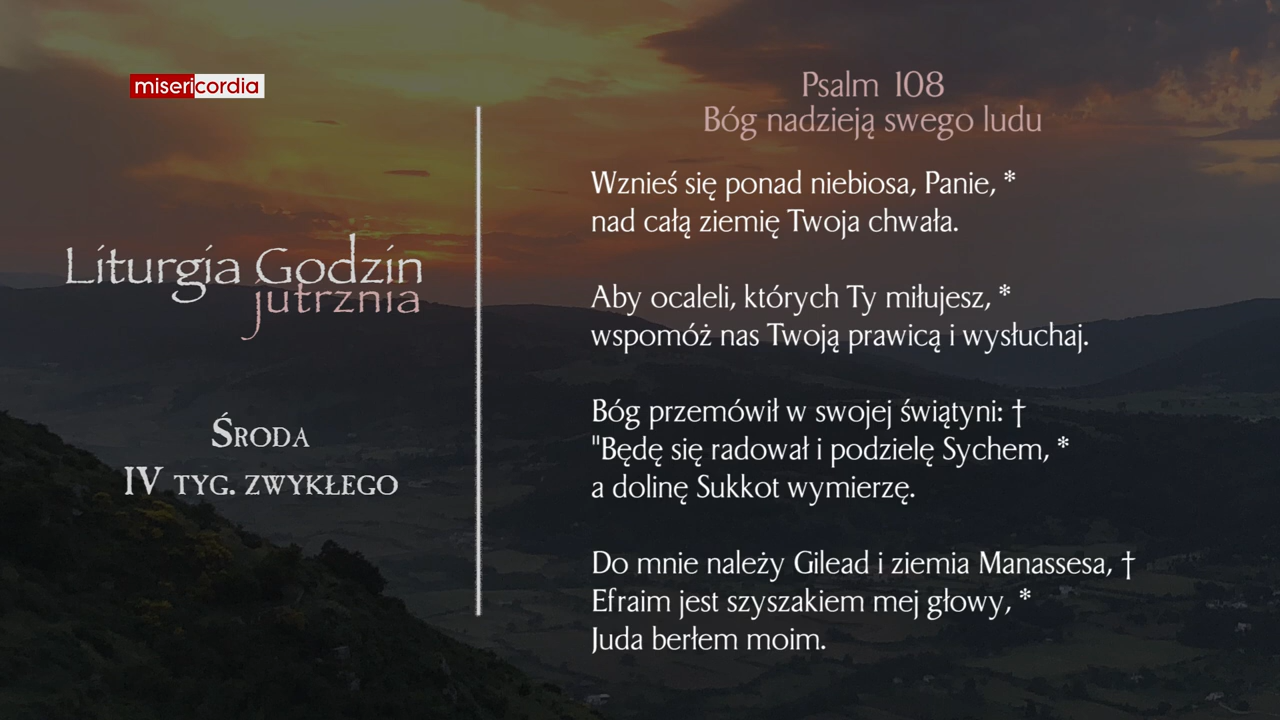 misericordia
Liturgia Godzin
jutrznia
Środa
IV tyg. zwykłego
Psalm 108
Bóg nadzieją swego ludu
Wznieś się ponad niebiosa, Panie, *
nad całą ziemię Twoja chwała.
Aby ocaleli, których Ty miłujesz, *
wspomóż nas Twoją prawicą i wysłuchaj.
Bóg przemówił w swojej świątyni: †
"Będę się radował i podzielę Sychem, *
a dolinę Sukkot wymierzę.
Do mnie należy Gilead i ziemia Manassesa, †
Efraim jest szyszakiem mej głowy, *
Juda berłem moim.